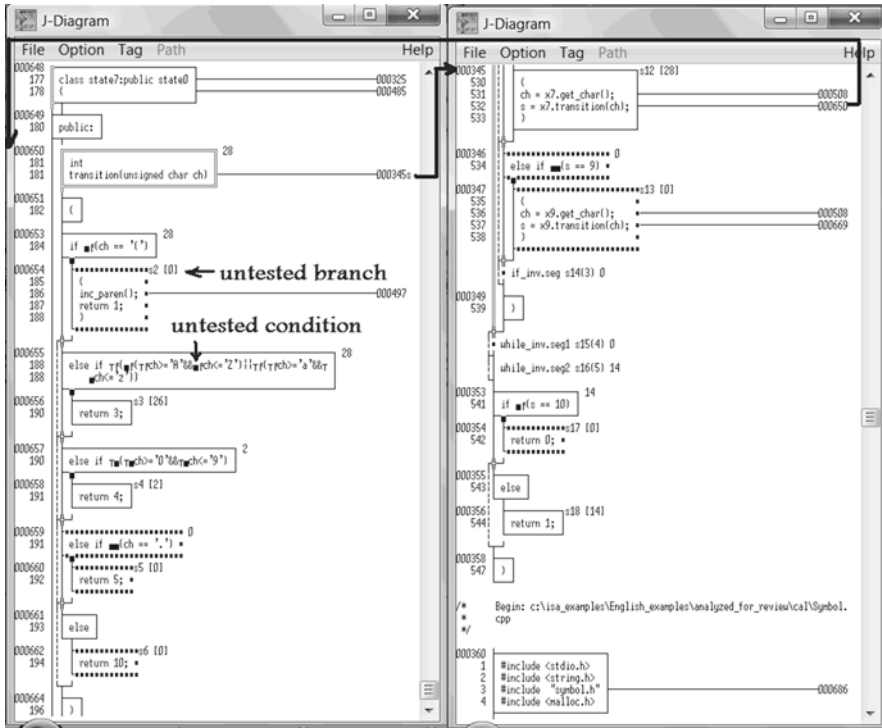 J-Diagram
File Option Tag Path Help
000648
177 class state7:public state0 000325
178 { 000485
000649
180 public:
000650 28
181 int
181 transition(unsigned char ch) 000345s
000651
182 {
000653 28
184 if (ch == '(')
000654 s2 [0] untested branch
185 {
186 inc_paren(); 000497
187 return 1;
188 }
untested condition
000655 28
188 else if T f( f(T fch>='A'&& fch<='Z')||T f(T fch>='a'&&T
188 ch<='z'))
000656 s3 [26]
190 return 3;
000657 2
190 else if T (T ch>='0'&&T ch<='9')
000658 s4 [2]
191 return 4;
000659 0
191 else if (ch == '.')
000660 s5 [0]
192 return 5;
000661
193 else
000662 s6 [0]
194 return 10;
000664
196 }
J-Diagram
File Option Tag Path Help
000345 s12 [28]
530 {
531 ch = x7.get_char(); 000508
532 s = x7.transition(ch); 000650
533 }
000346 0
534 else if (s == 9)
000347 s13 [0]
535 {
536 ch = x9.get_char(); 000508
537 s = x9.transition(ch); 000669
538 }
if_inv.seg s14(3) 0
000349
539 }
while_inv.seg1 s15(4) 0
while_inv.seg2 s16(5) 14
000353 14
541 if f(s == 10)
000354 s17 [0]
542 return 0;
000355
543 else
000356 s18 [14]
544 return 1;
000358
547 }
/* Begin: c:\isa_examples\English_examples\analyzed_for_review\cal\Symbol.
* cpp
*/
000360
1 #include <stdio.h>
2 #include <string.h>
3 #include "symbol.h" 000686
4 #include <malloc.h>